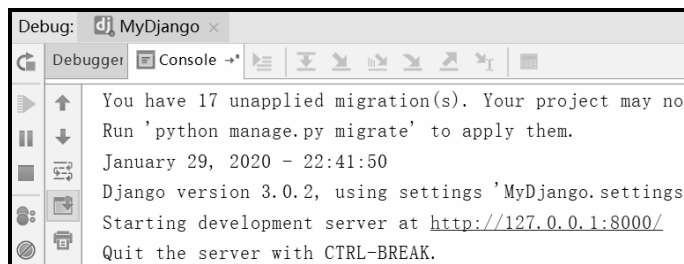 Debug: dj MyDjango ×
Debugger Console
You have 17 unapplied migration(s). Your project may no
Run 'python manage.py migrate' to apply them.
January 29, 2020 - 22:41:50
Django version 3.0.2, using settings 'MyDjango.settings
Starting development server at http://127.0.0.1:8000/
Quit the server with CTRL-BREAK.